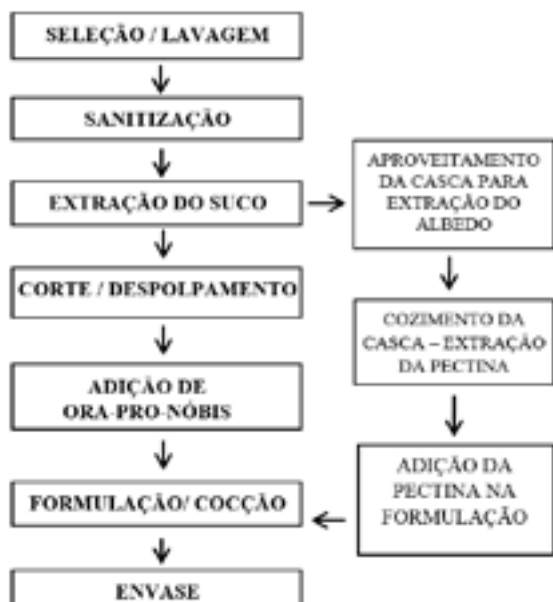 SELEÇÃO / LAVAGEM
SANITIZAÇÃO
EXTRAÇÃO DO SUCO
CORTE / DESPOLPAMENTO
ADIÇÃO DE
ORA-PRO-NÓBIS
FORMULAÇÃO/ COCÇÃO
ENVASE
APROVEITAMENTO
DA CASCA PARA
EXTRAÇÃO DO
ALBEDO
COZIMENTO DA
CASCA – EXTRAÇÃO
DA PECTINA
ADIÇÃO DA
PECTINA NA
FORMULAÇÃO